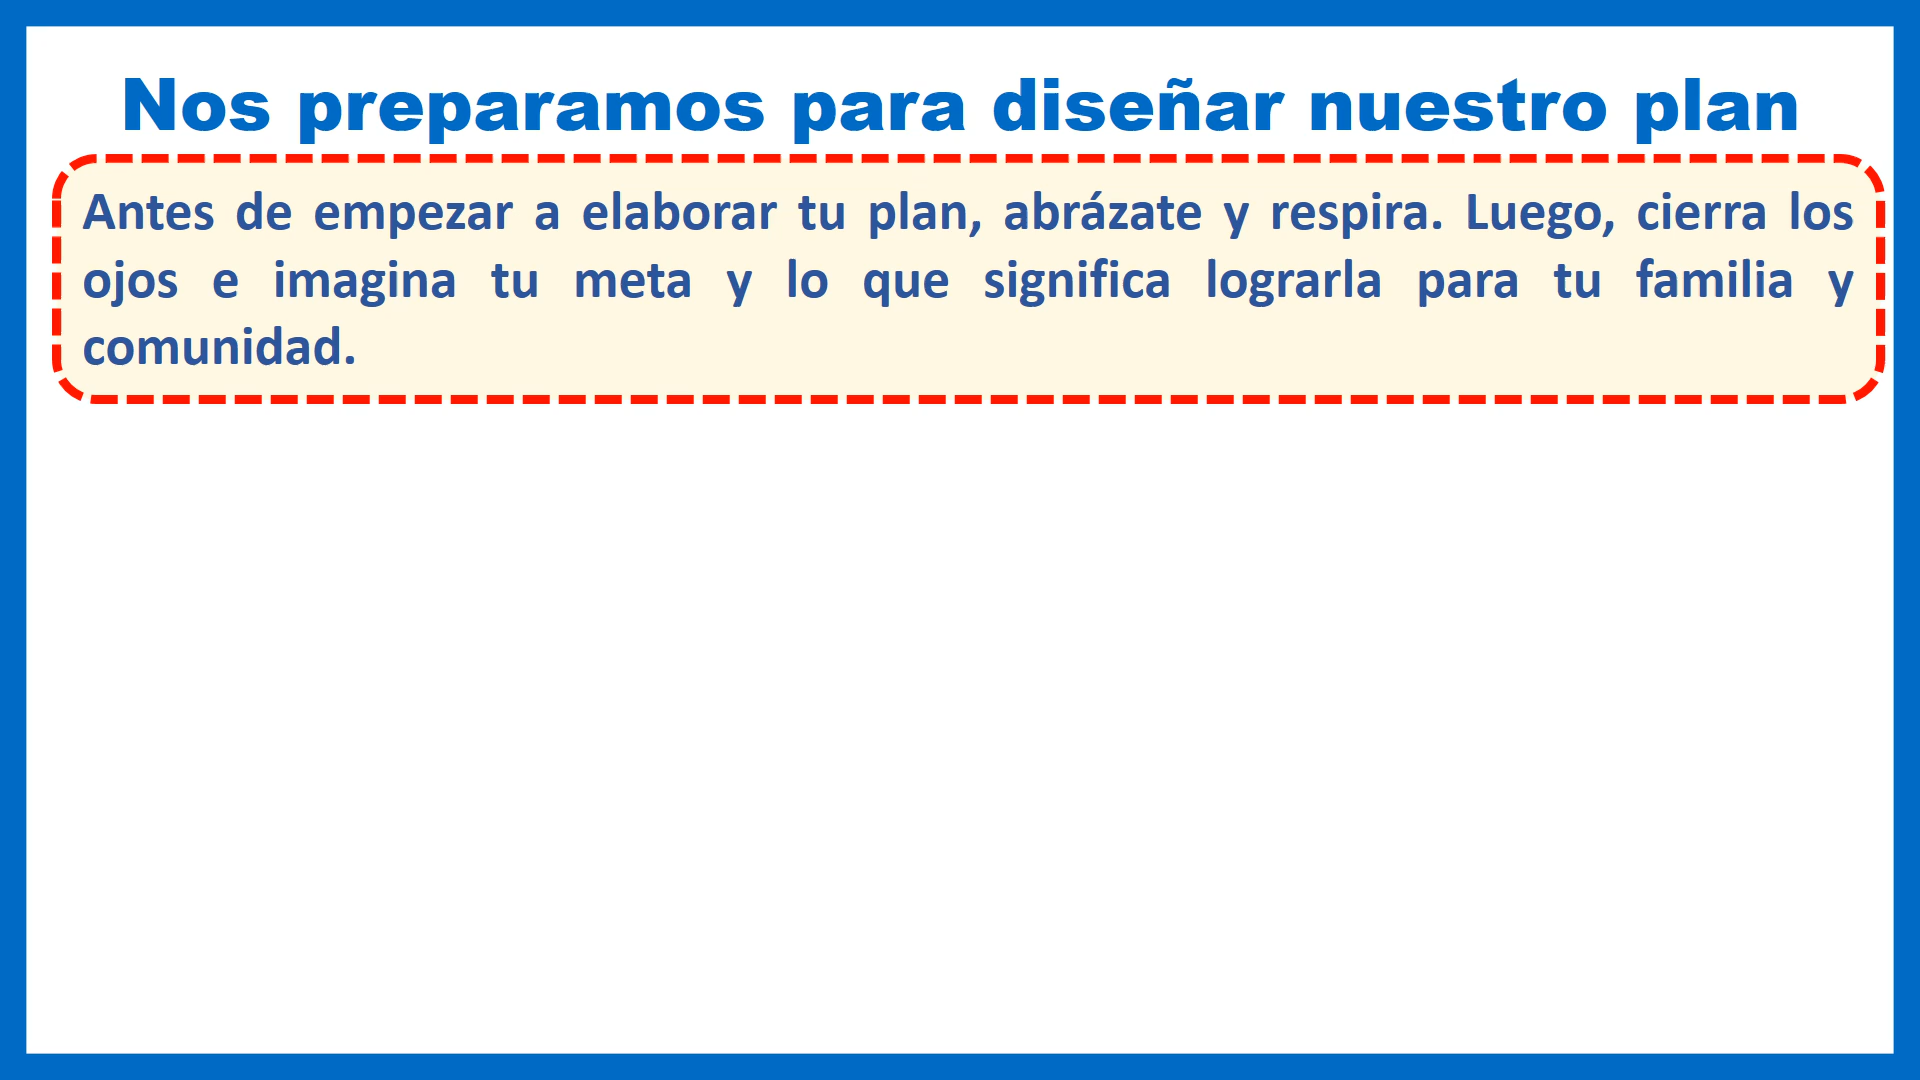 Nos preparamos para diseñar nuestro plan
Antes de empezar a elaborar tu plan, abrázate y respira. Luego, cierra los
ojos e imagina tu meta y lo que significa lograrla para tu familia y
comunidad.